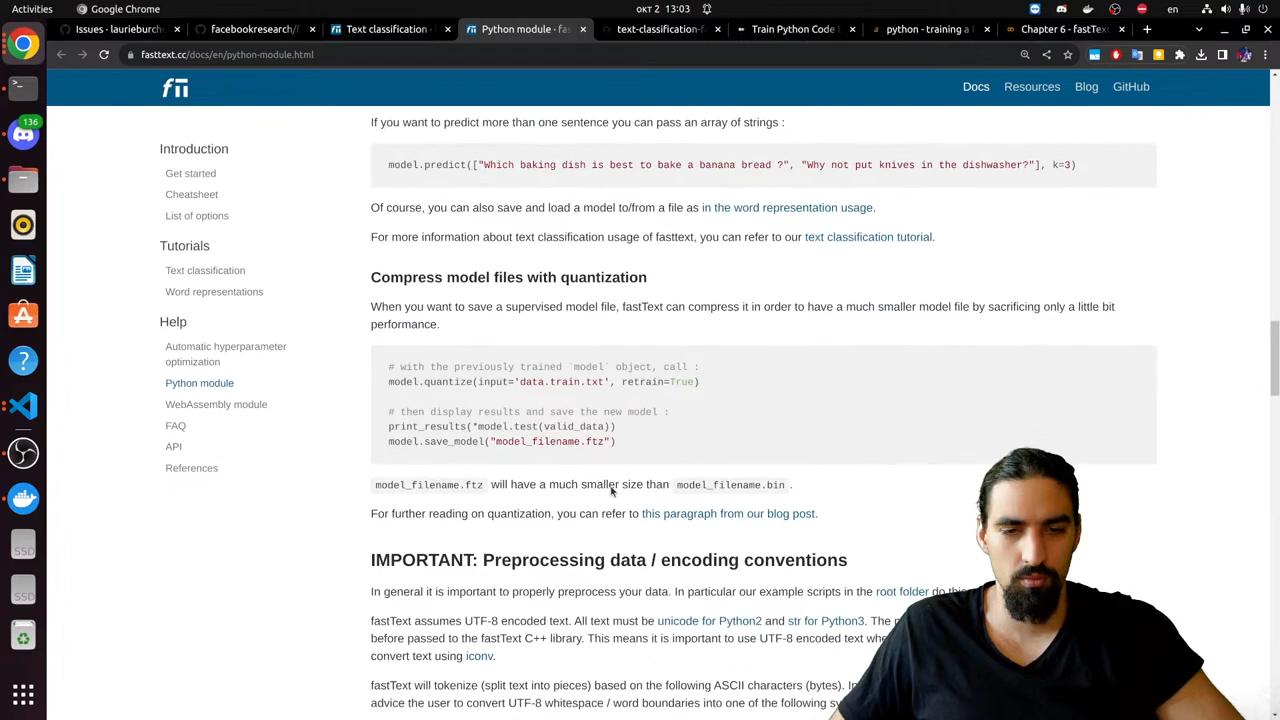 Activities
Google Chrome
окт 2 13:03
en
Issues · laurieburch
facebookresearch/f
Text classification ·
Python module · fas
text-classification-f
Train Python Code L
python - training a f
Chapter 6 - fastText
fasttext.cc/docs/en/python-module.html
Docs
Resources
Blog
GitHub
136
Introduction
Get started
Cheatsheet
List of options
Tutorials
Text classification
Word representations
Help
Automatic hyperparameter
optimization
Python module
WebAssembly module
FAQ
API
References
If you want to predict more than one sentence you can pass an array of strings :
model.predict(["Which baking dish is best to bake a banana bread ?", "Why not put knives in the dishwasher?"], k=3)
Of course, you can also save and load a model to/from a file as in the word representation usage.
For more information about text classification usage of fasttext, you can refer to our text classification tutorial.
Compress model files with quantization
When you want to save a supervised model file, fastText can compress it in order to have a much smaller model file by sacrificing only a little bit
performance.
# with the previously trained `model` object, call :
model.quantize(input='data.train.txt', retrain=True)
# then display results and save the new model :
print_results(*model.test(valid_data))
model.save_model("model_filename.ftz")
model_filename.ftz will have a much smaller size than model_filename.bin .
For further reading on quantization, you can refer to this paragraph from our blog post.
IMPORTANT: Preprocessing data / encoding conventions
In general it is important to properly preprocess your data. In particular our example scripts in the root folder do this
fastText assumes UTF-8 encoded text. All text must be unicode for Python2 and str for Python3. The
before passed to the fastText C++ library. This means it is important to use UTF-8 encoded text
convert text using iconv.
fastText will tokenize (split text into pieces) based on the following ASCII characters (bytes).
advice the user to convert UTF-8 whitespace / word boundaries into one of the following
SSD
SSD